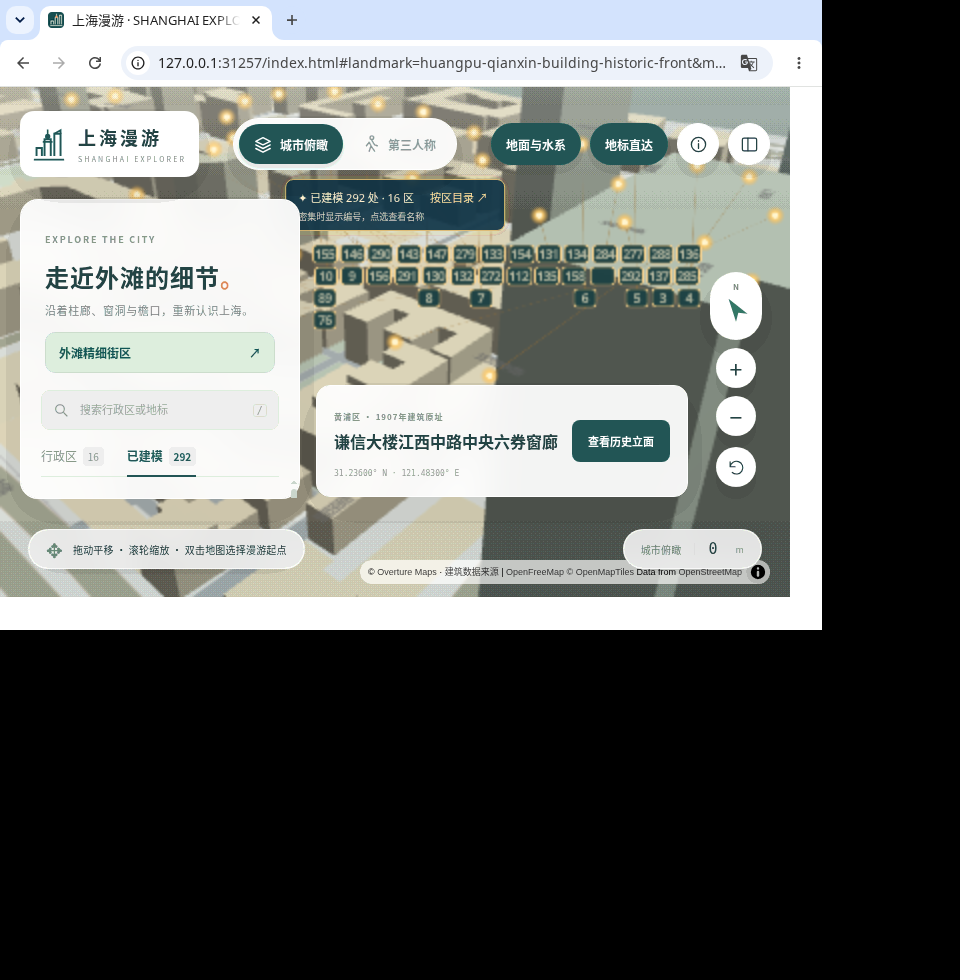 上海漫游 · SHANGHAI EXPLO
127.0.0.1:31257/index.html#landmark=huangpu-qianxin-building-historic-front&m...
上海漫游
SHANGHAI EXPLORER
城市俯瞰
第三人称
地面与水系
地标直达
✦ 已建模 292 处 · 16 区 按区目录 ↗
密集时显示编号，点选查看名称
EXPLORE THE CITY
走近外滩的细节。
沿着柱廊、窗洞与檐口，重新认识上海。
外滩精细街区 ↗
搜索行政区或地标 /
行政区 16 已建模 292
155 146 290 143 147 279 133 154 131 134 284 277 288 136
10 9 156 291 130 132 272 112 135 158 292 137 285
89 8 7 6 5 3 4
76
N
黄浦区 · 1907年建筑原址
谦信大楼江西中路中央六券窗廊
查看历史立面
31.23600° N · 121.48300° E
拖动平移 · 滚轮缩放 · 双击地图选择漫游起点
城市俯瞰 0 m
© Overture Maps · 建筑数据来源 | OpenFreeMap © OpenMapTiles Data from OpenStreetMap